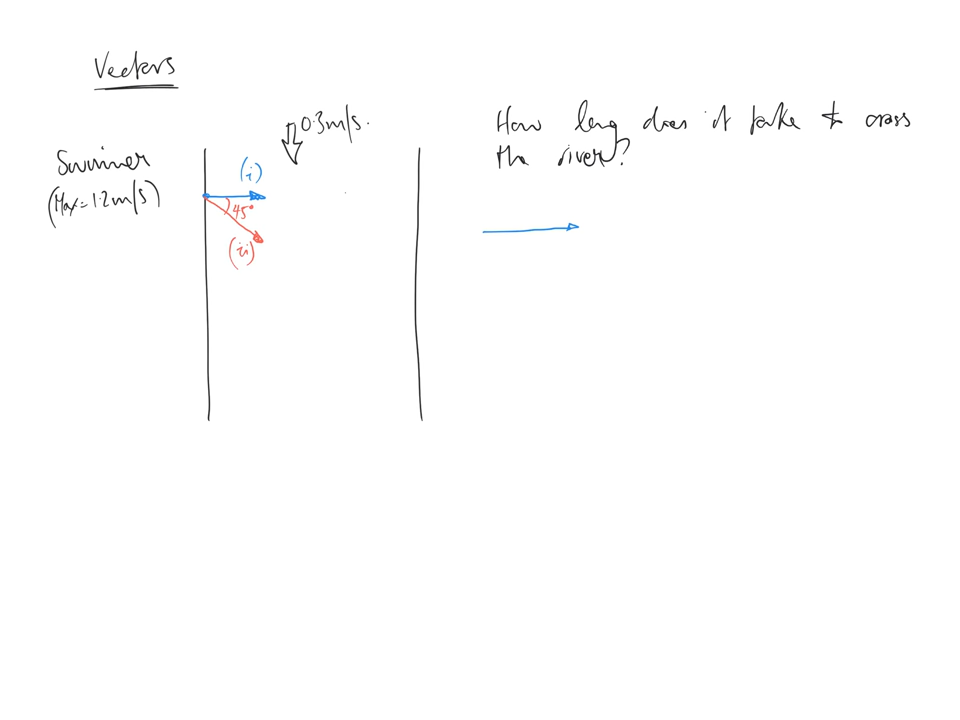 Vectors
0.3m/s.
How long does it take to cross
the river?
Swimmer
(Max=1.2m/s)
(i)
45°
(ii)